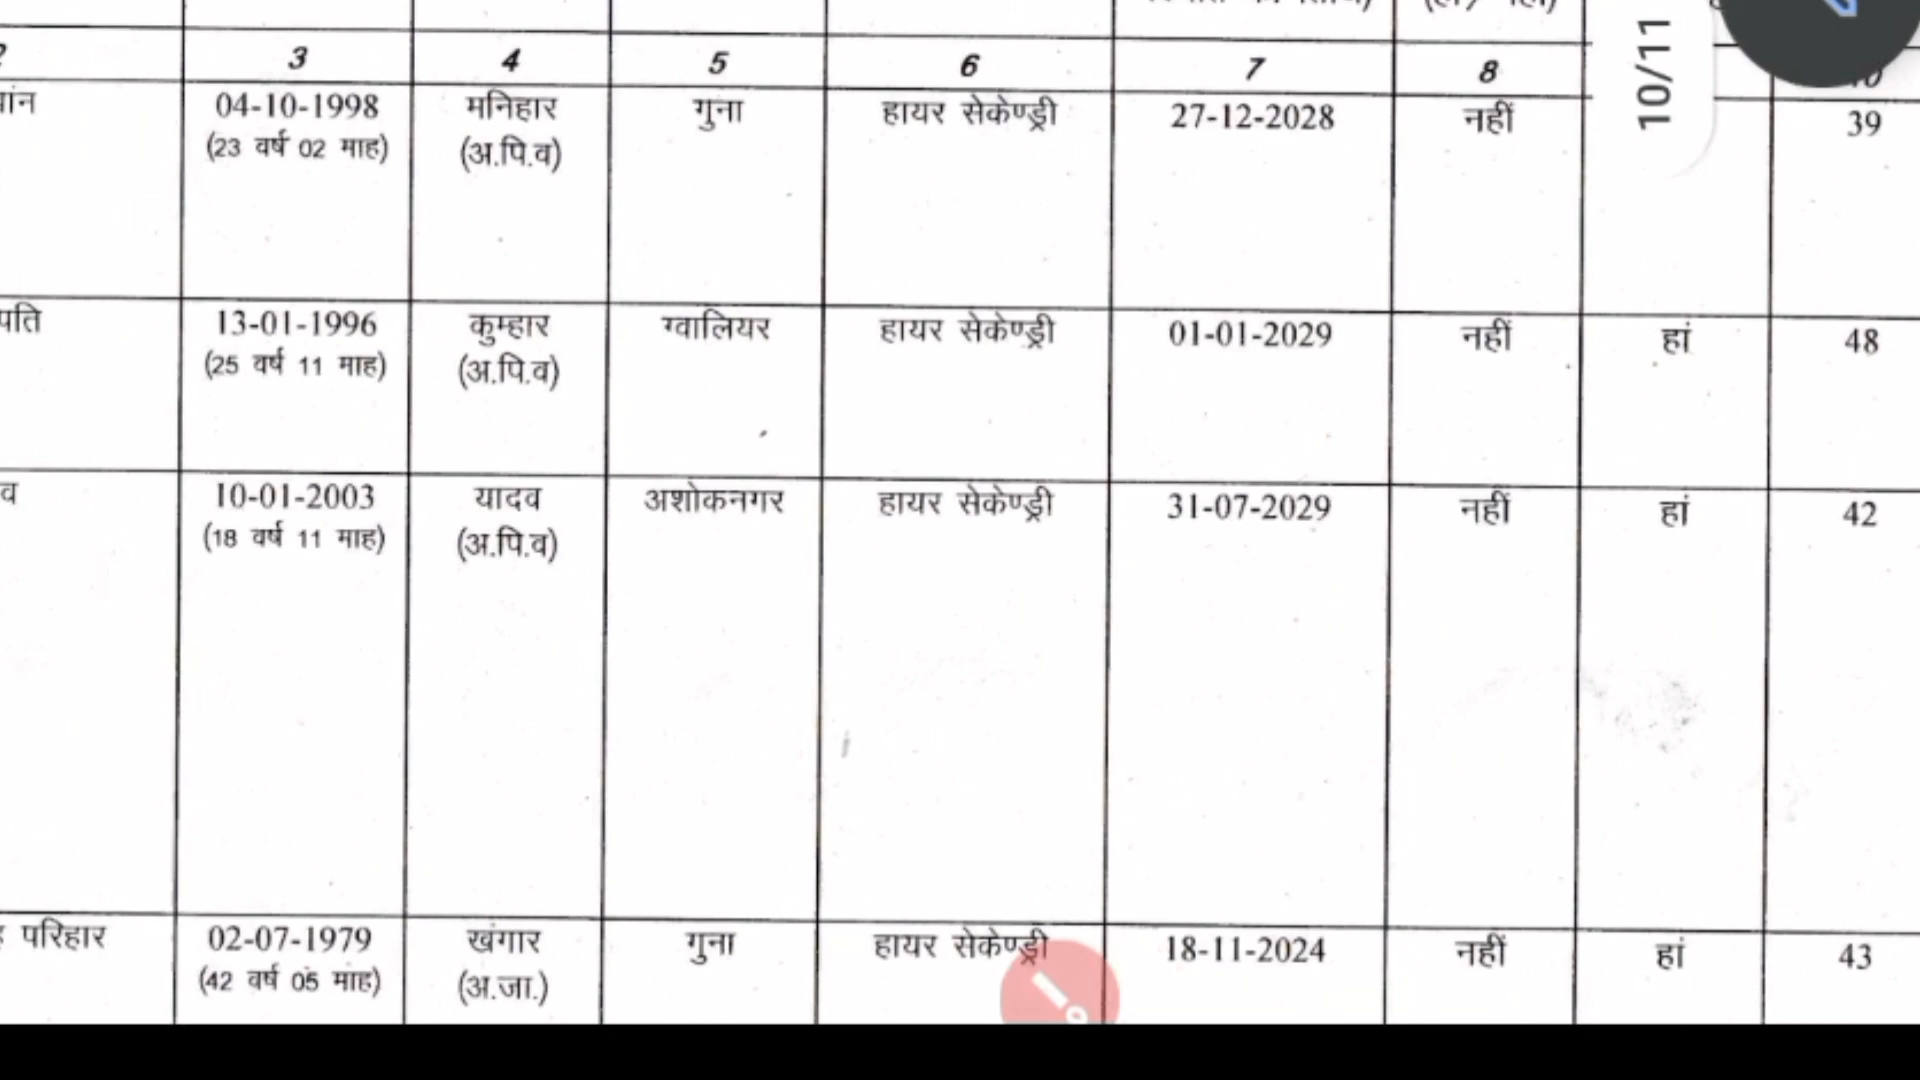 3 4 5 6 7 8
04-10-1998 मनिहार गुना हायर सेकेण्ड्री 27-12-2028 नहीं 39
(23 वर्ष 02 माह) (अ.पि.व)
13-01-1996 कुम्हार ग्वालियर हायर सेकेण्ड्री 01-01-2029 नहीं हां 48
(25 वर्ष 11 माह) (अ.पि.व)
10-01-2003 यादव अशोकनगर हायर सेकेण्ड्री 31-07-2029 नहीं हां 42
(18 वर्ष 11 माह) (अ.पि.व)
परिहार 02-07-1979 खंगार गुना हायर सेकेण्ड्री 18-11-2024 नहीं हां 43
(42 वर्ष 05 माह) (अ.जा.)
10/11